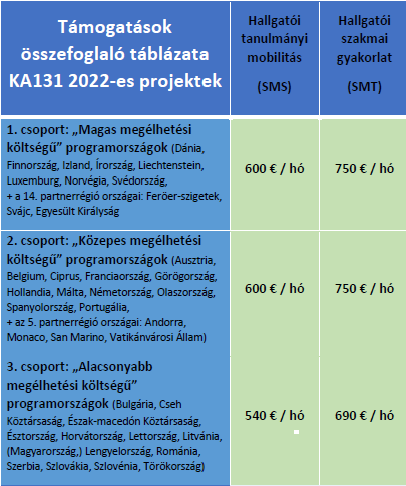 Támogatások
összefoglaló táblázata
KA131 2022-es projektek
Hallgatói
tanulmányi
mobilitás
(SMS)
Hallgatói
szakmai
gyakorlat
(SMT)
1. csoport: „Magas megélhetési
költségű” programországok (Dánia,
Finnország, Izland, Írország, Liechtenstein,
Luxemburg, Norvégia, Svédország,
+ a 14. partnerrégió országai: Feröer-szigetek,
Svájc, Egyesült Királyság
600 € / hó
750 € / hó
2. csoport: „Közepes megélhetési
költségű” programországok (Ausztria,
Belgium, Ciprus, Franciaország, Görögország,
Hollandia, Málta, Németország, Olaszország,
Spanyolország, Portugália,
+ az 5. partnerrégió országai: Andorra,
Monaco, San Marino, Vatikánvárosi Állam)
600 € / hó
750 € / hó
3. csoport: „Alacsonyabb
megélhetési költségű”
programországok (Bulgária, Cseh
Köztársaság, Észak-macedón Köztársaság,
Észtország, Horvátország, Lettország, Litvánia,
(Magyarország,) Lengyelország, Románia,
Szerbia, Szlovákia, Szlovénia, Törökország)
540 € / hó
690 € / hó